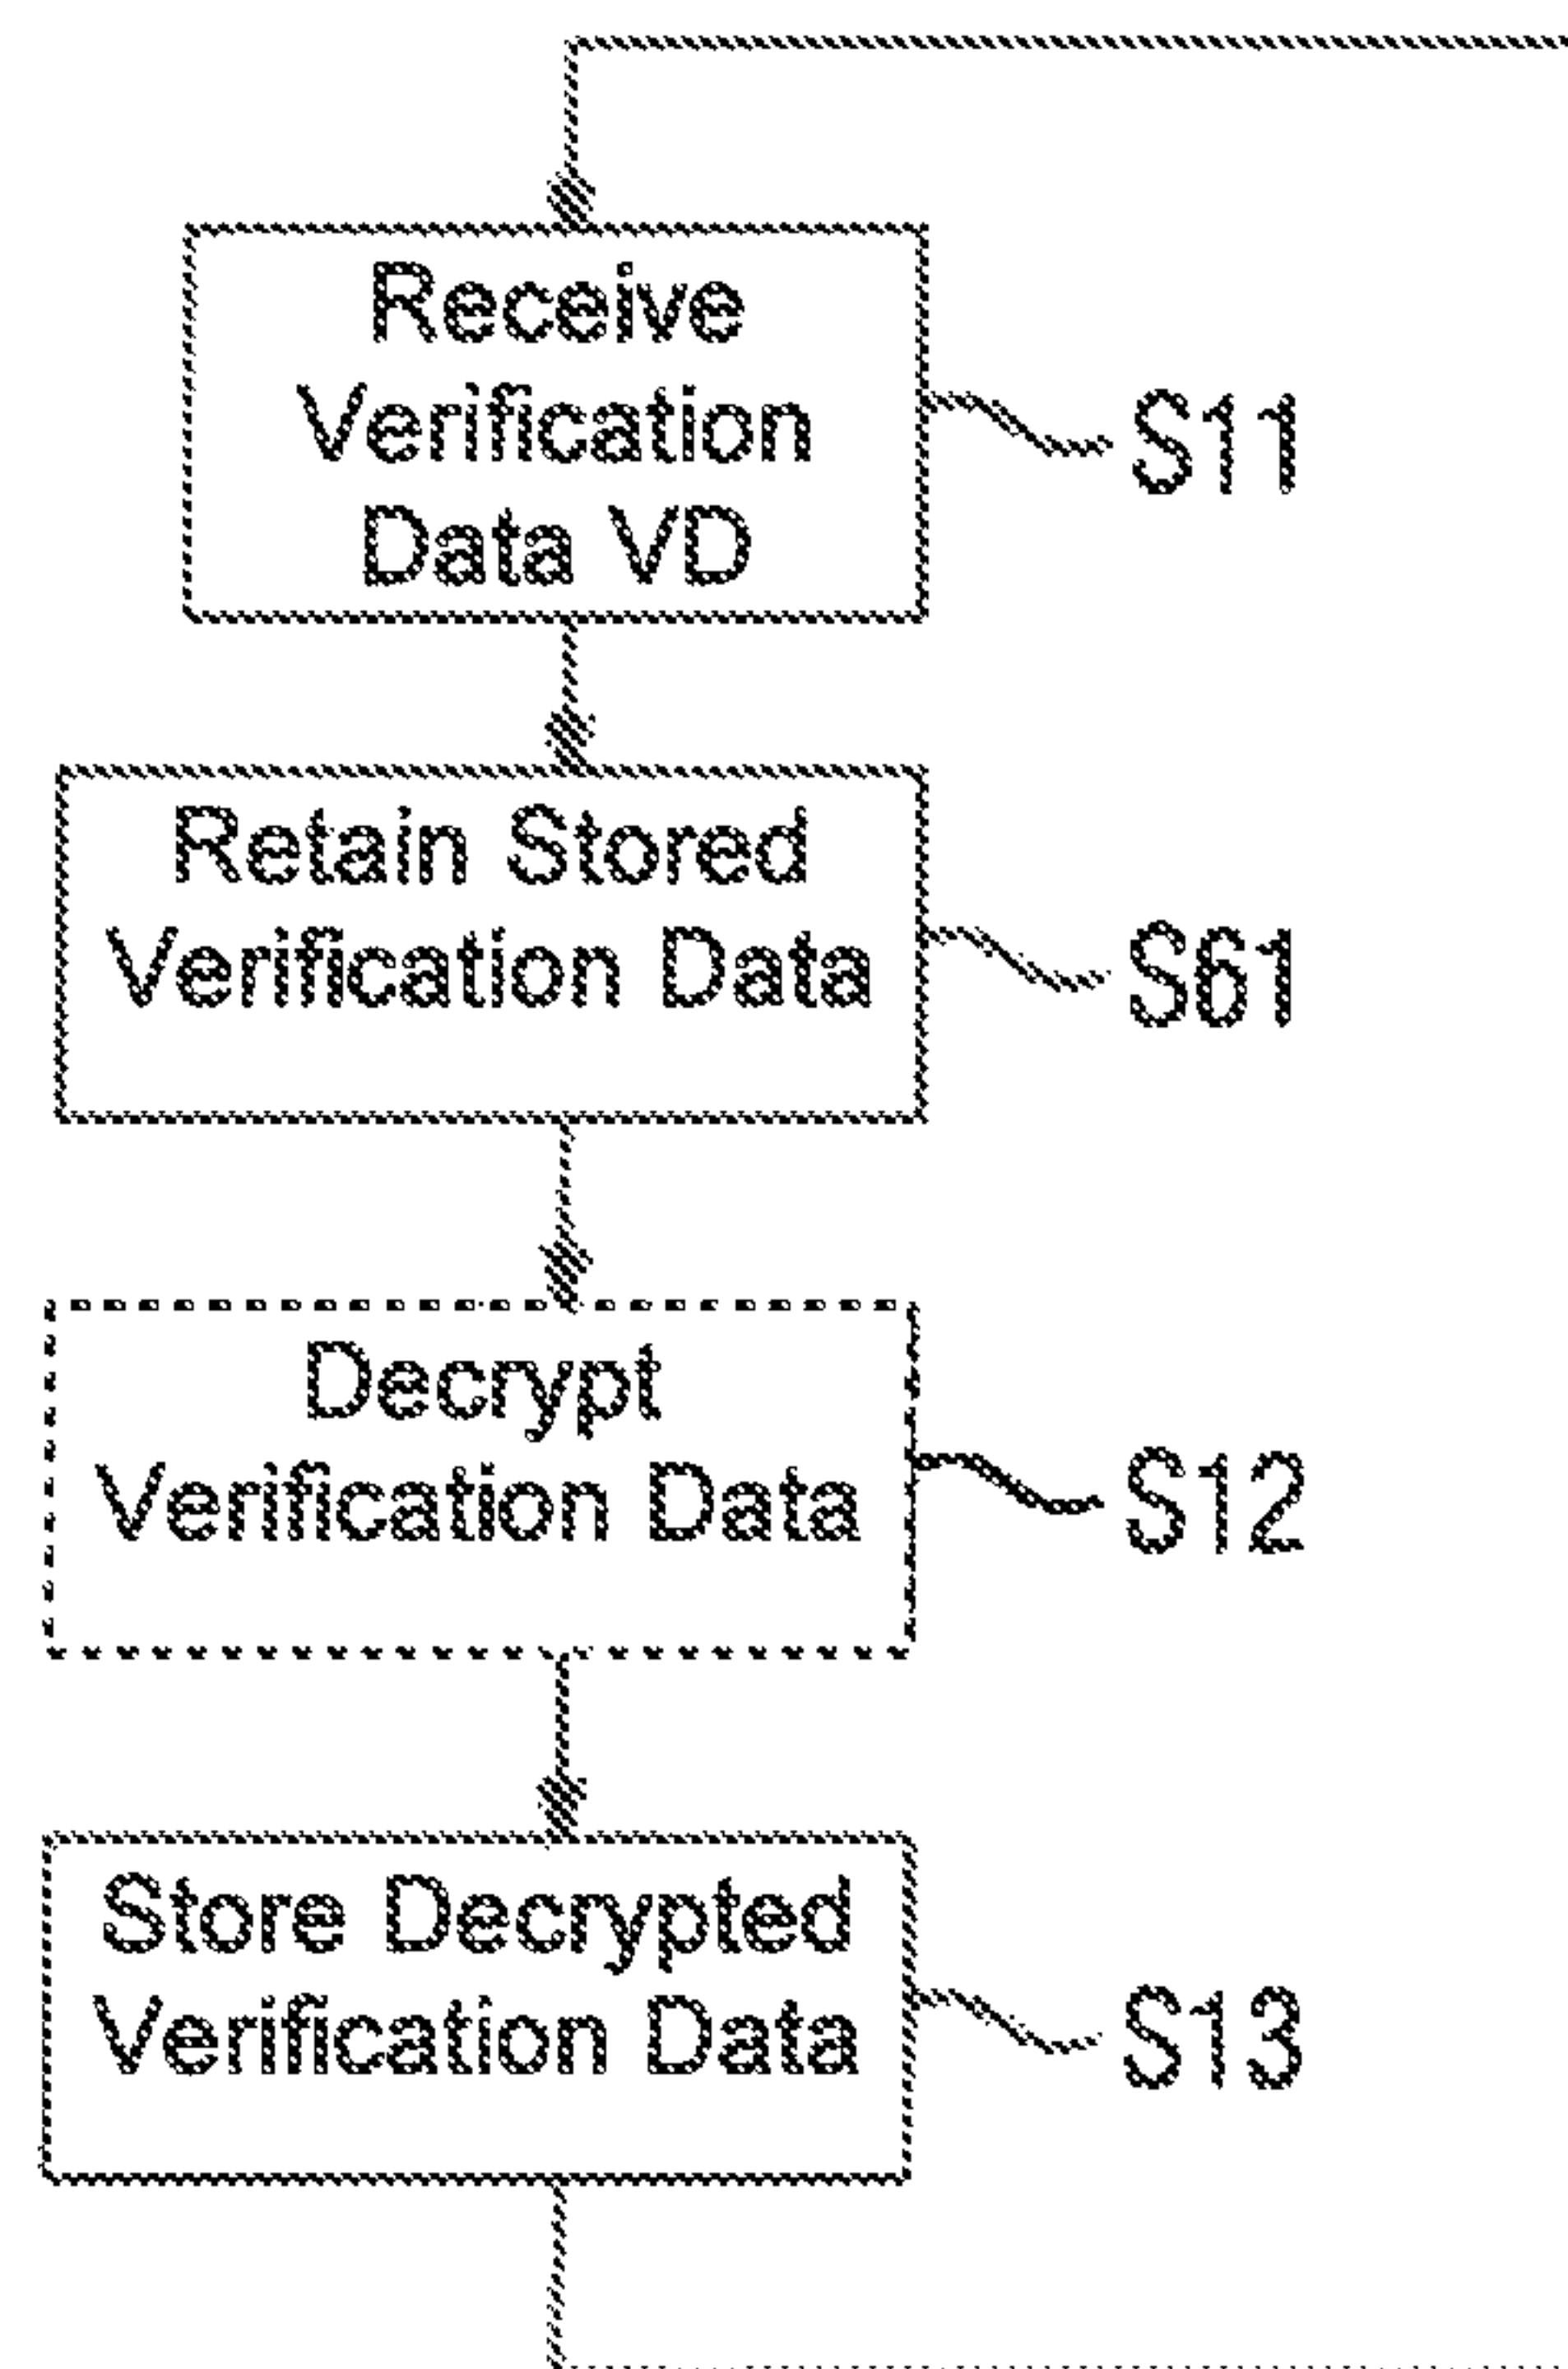 Receive
Verification
Data VD
S11
Retain Stored
Verification Data
S61
Decrypt
Verification Data
S12
Store Decrypted
Verification Data
S13